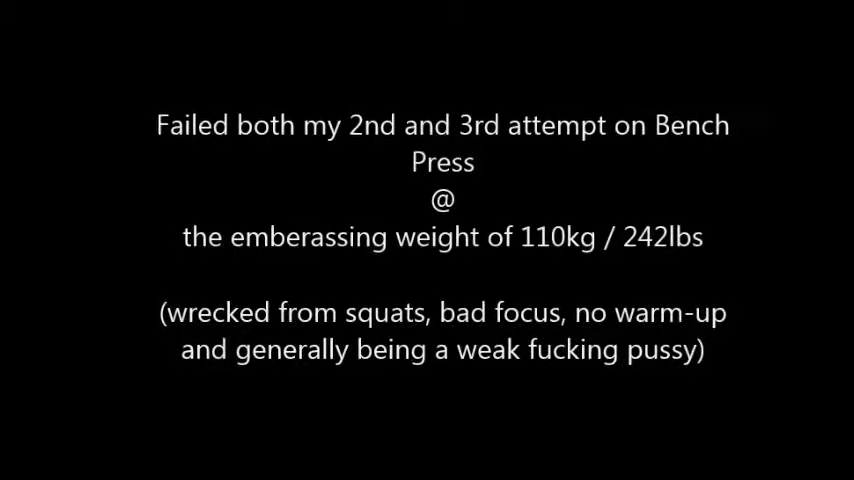 Failed both my 2nd and 3rd attempt on Bench
Press
@
the emberassing weight of 110kg / 242lbs
(wrecked from squats, bad focus, no warm-up
and generally being a weak fucking pussy)